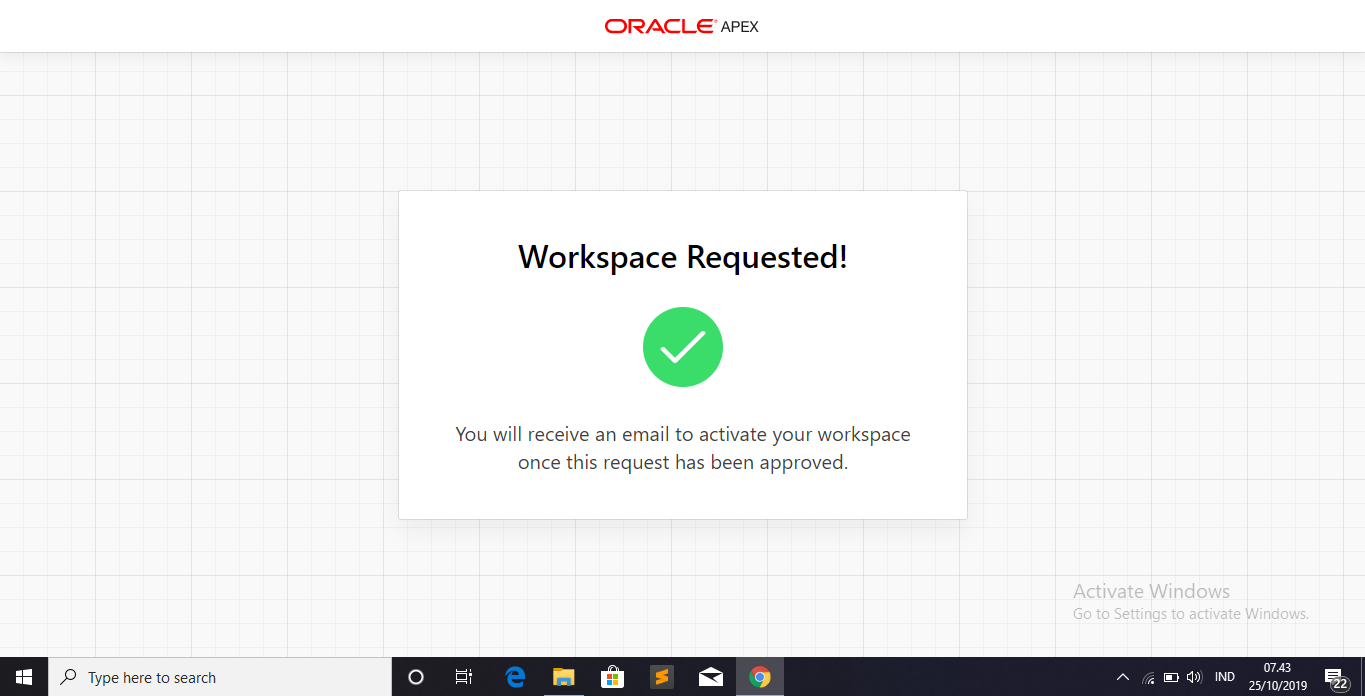 ORACLE® APEX
Workspace Requested!
You will receive an email to activate your workspace
once this request has been approved.
Activate Windows
Go to Settings to activate Windows.
Type here to search
IND
07.43
25/10/2019
22